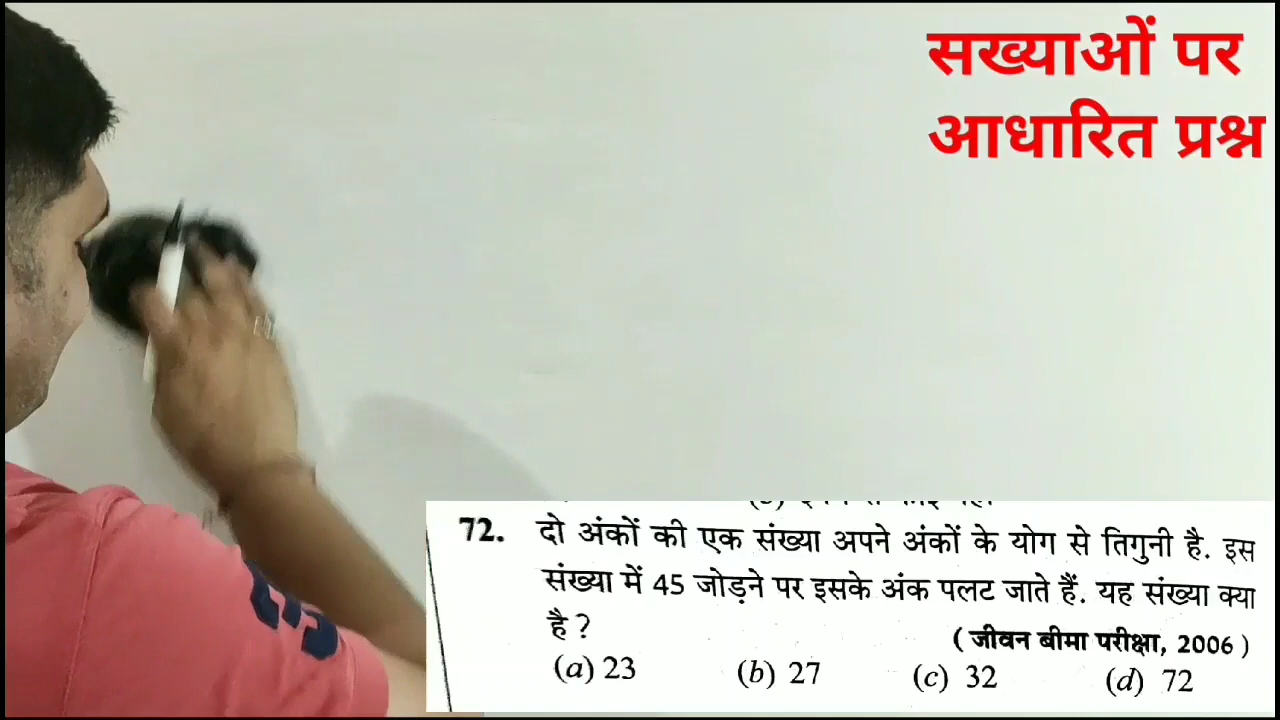 सख्याओं पर
आधारित प्रश्न
72. दो अंकों की एक संख्या अपने अंकों के योग से तिगुनी है. इस
संख्या में 45 जोड़ने पर इसके अंक पलट जाते हैं. यह संख्या क्या
है ?
( जीवन बीमा परीक्षा, 2006 )
(a) 23 (b) 27 (c) 32 (d) 72